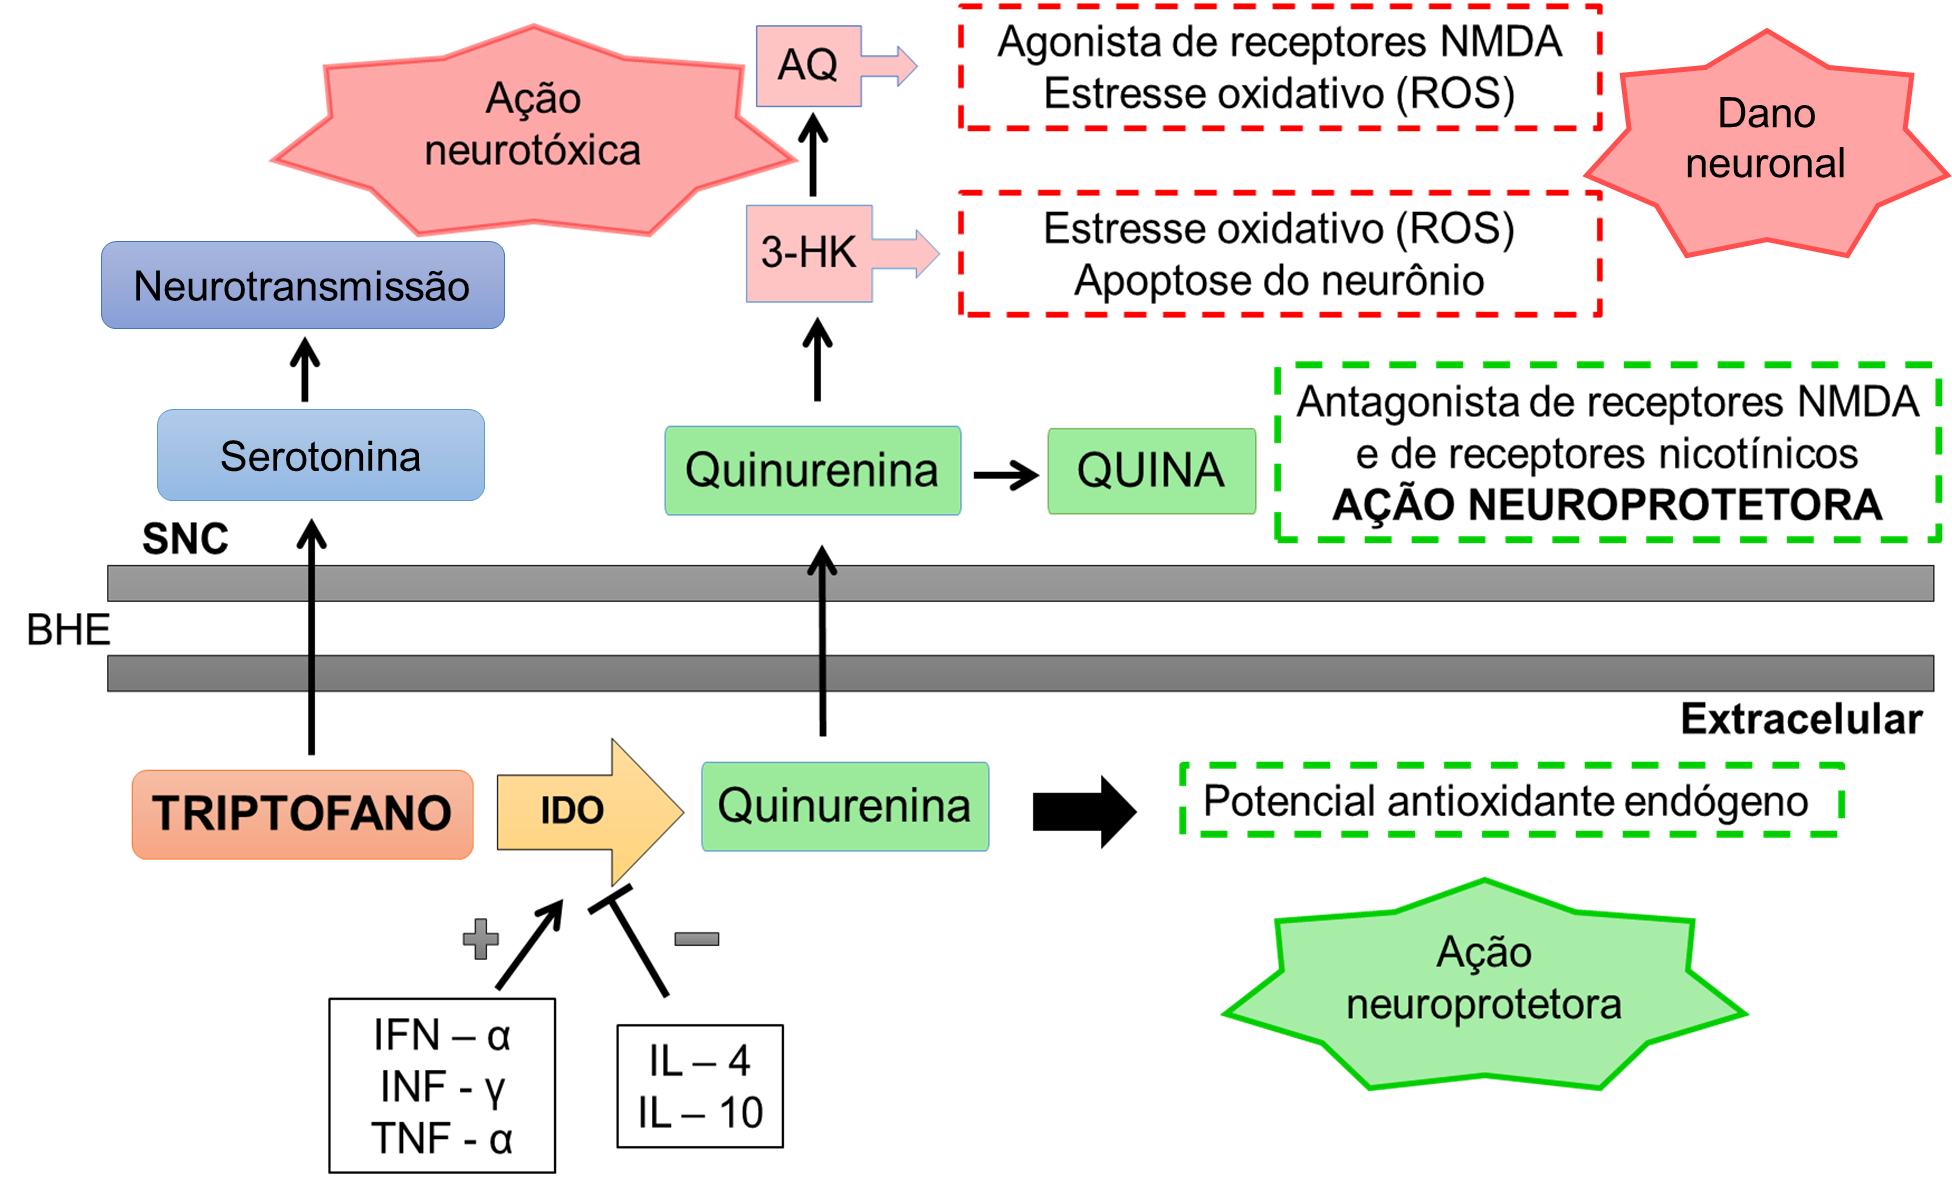 Ação
neurotóxica
AQ
Agonista de receptores NMDA
Estresse oxidativo (ROS)
Dano
neuronal
3-HK
Estresse oxidativo (ROS)
Apoptose do neurônio
Neurotransmissão
Serotonina
Quinurenina
QUINA
Antagonista de receptores NMDA
e de receptores nicotínicos
AÇÃO NEUROPROTETORA
SNC
BHE
Extracelular
TRIPTOFANO
IDO
Quinurenina
Potencial antioxidante endógeno
Ação
neuroprotetora
IFN – α
INF - γ
TNF - α
IL – 4
IL – 10